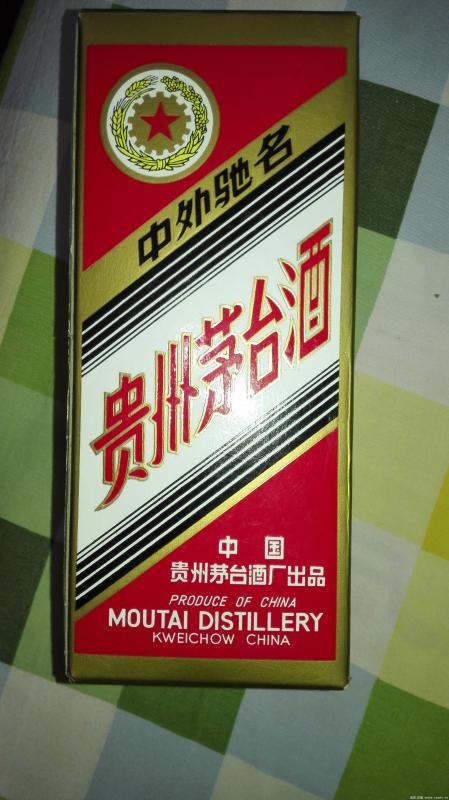 中外驰名
贵州茅台酒
中国
贵州茅台酒厂出品
PRODUCE OF CHINA
MOUTAI DISTILLERY
KWEICHOW CHINA